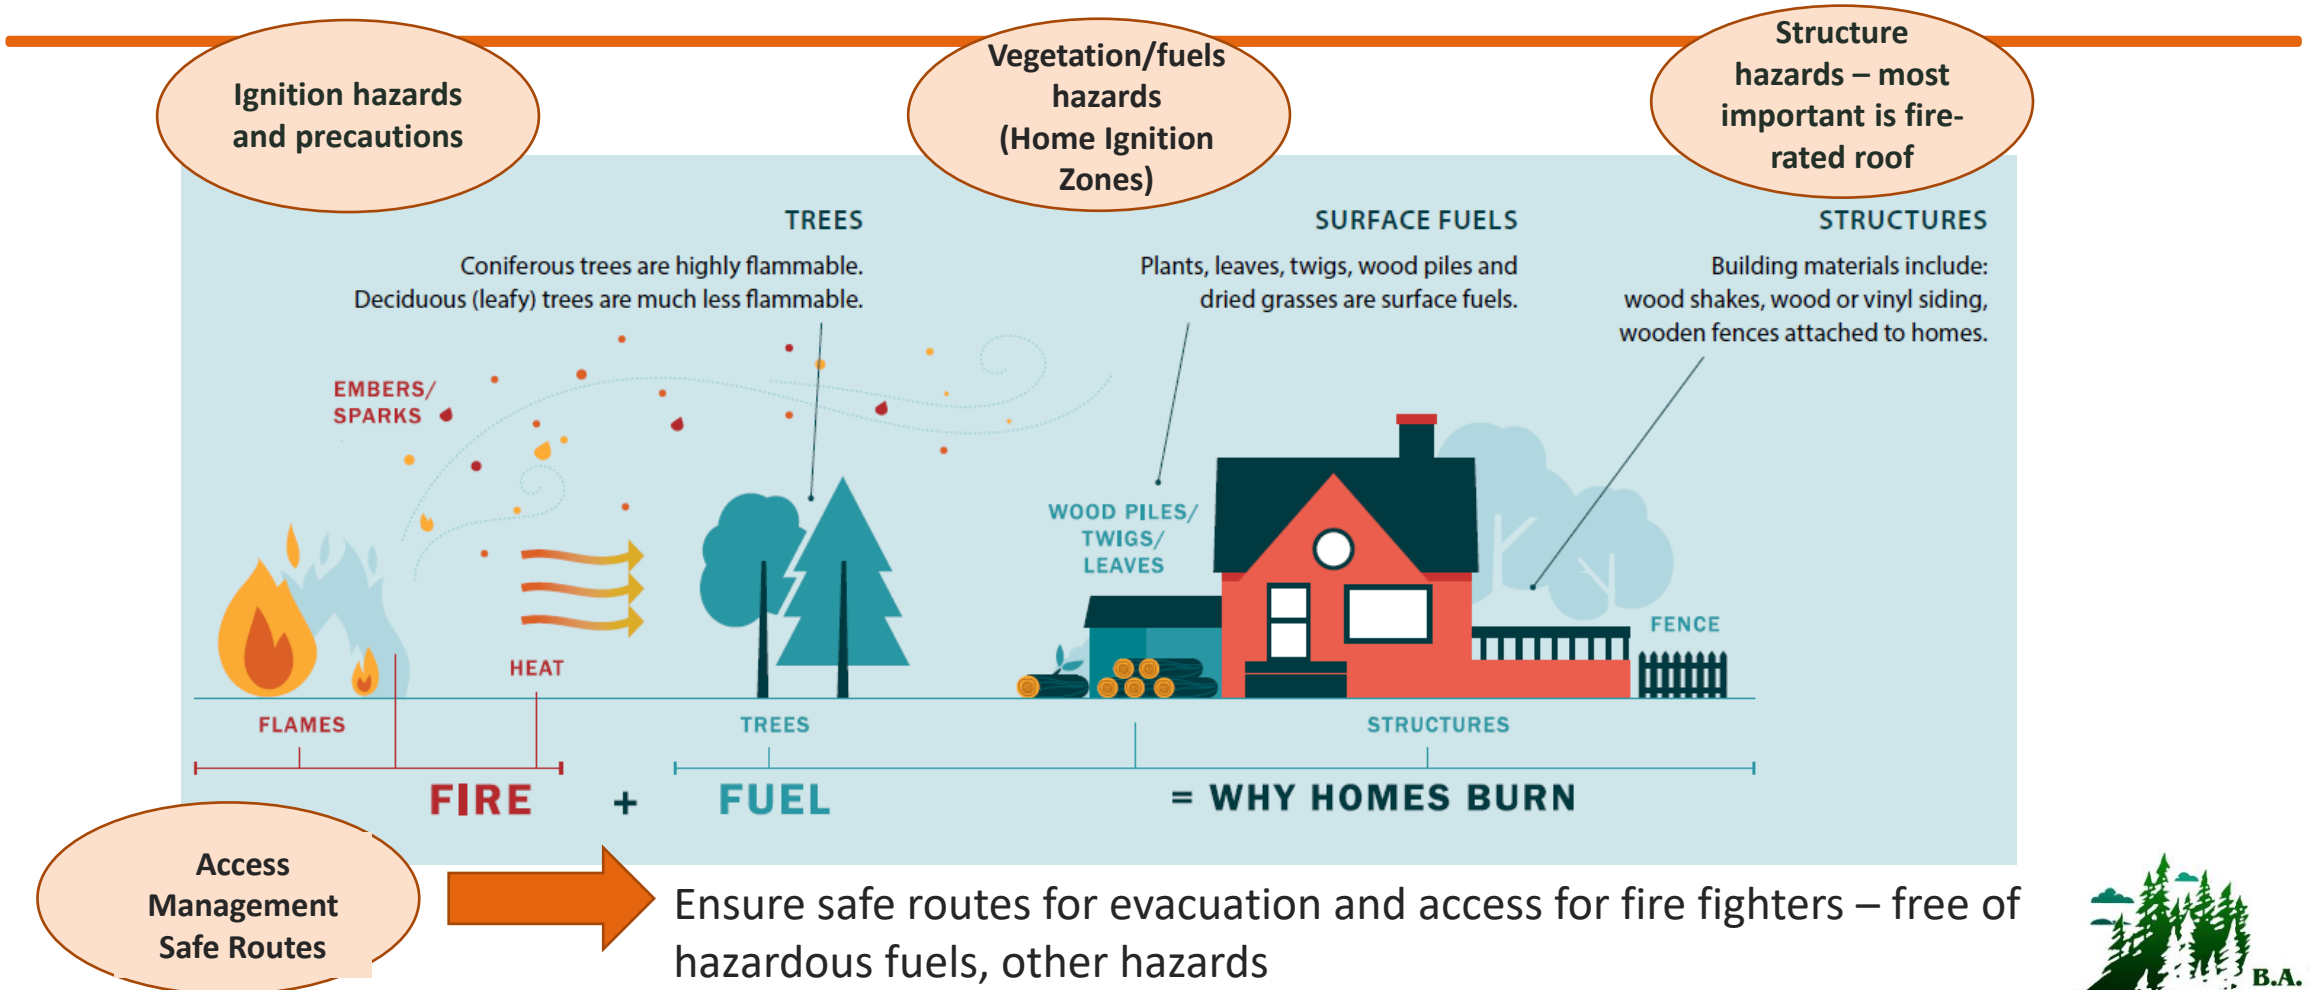 Ignition hazards
and precautions
Vegetation/fuels
hazards
(Home Ignition
Zones)
Structure
hazards – most
important is fire-
rated roof
TREES
Coniferous trees are highly flammable.
Deciduous (leafy) trees are much less flammable.
SURFACE FUELS
Plants, leaves, twigs, wood piles and
dried grasses are surface fuels.
STRUCTURES
Building materials include:
wood shakes, wood or vinyl siding,
wooden fences attached to homes.
EMBERS/
SPARKS
HEAT
WOOD PILES/
TWIGS/
LEAVES
FENCE
FLAMES
TREES
STRUCTURES
FIRE + FUEL = WHY HOMES BURN
Access
Management
Safe Routes
Ensure safe routes for evacuation and access for fire fighters – free of
hazardous fuels, other hazards
B.A.